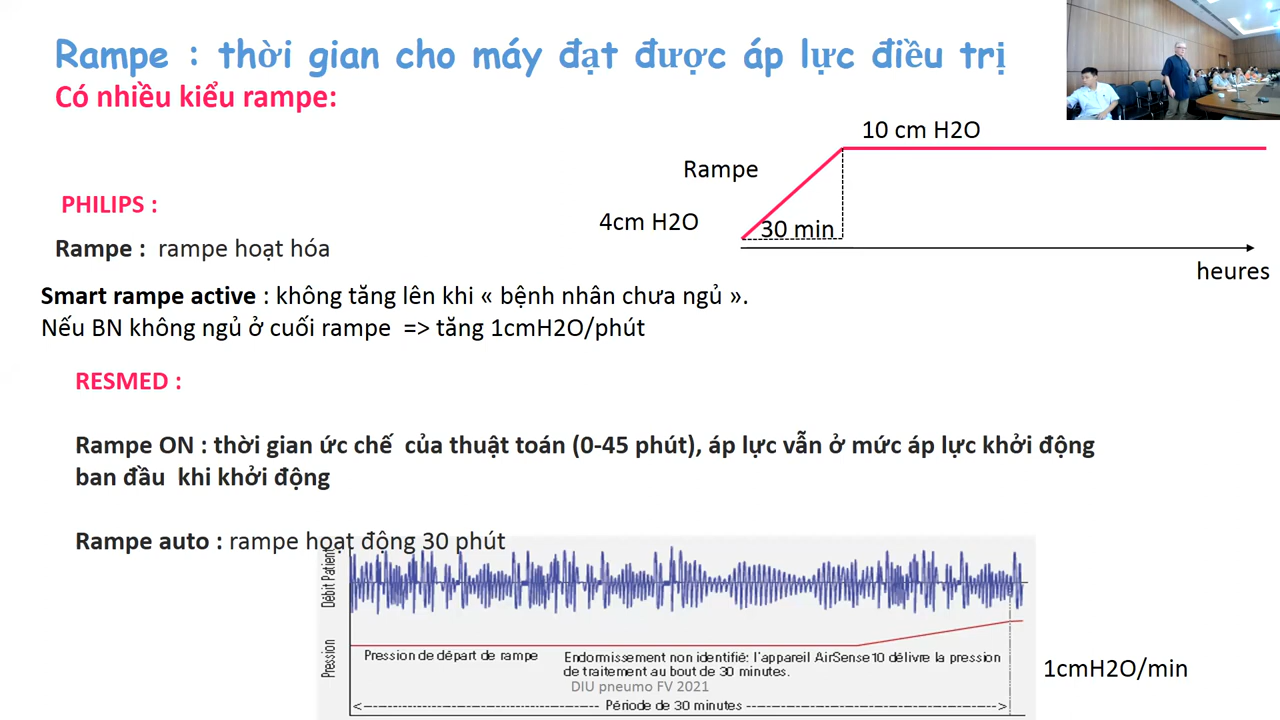 Rampe : thời gian cho máy đạt được áp lực điều trị
Có nhiều kiểu rampe:
10 cm H2O
Rampe
PHILIPS :
4cm H2O
30 min
Rampe : rampe hoạt hóa
heures
Smart rampe active : không tăng lên khi « bệnh nhân chưa ngủ ».
Nếu BN không ngủ ở cuối rampe => tăng 1cmH2O/phút
RESMED :
Rampe ON : thời gian ức chế của thuật toán (0-45 phút), áp lực vẫn ở mức áp lực khởi động
ban đầu khi khởi động
Rampe auto : rampe hoạt động 30 phút
Débit Patient
Pression
Pression de départ de rampe
Endormissement non identifié: l'appareil AirSense10 délivre la pression
de traitement au bout de 30 minutes.
DIU pneumo FV 2021
1cmH2O/min
Période de 30 minutes